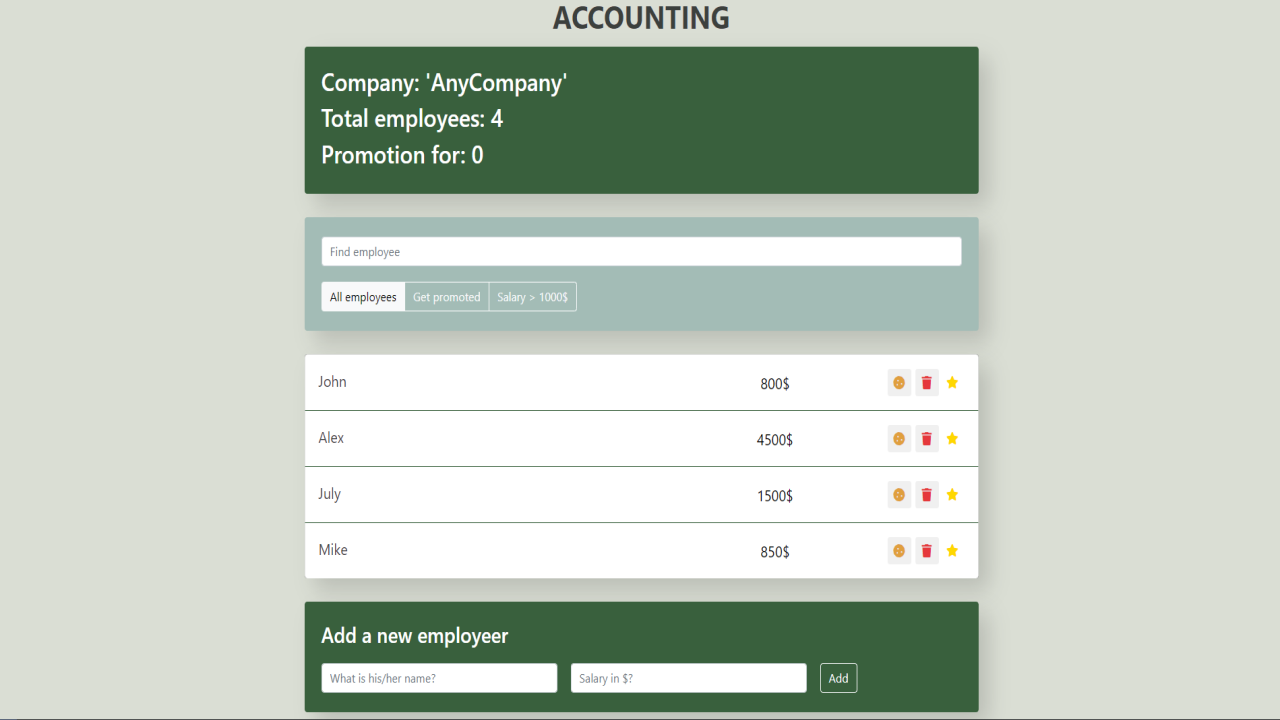 ACCOUNTING
Company: 'AnyCompany'
Total employees: 4
Promotion for: 0
Find employee
All employees Get promoted Salary > 1000$
John 800$
Alex 4500$
July 1500$
Mike 850$
Add a new employeer
What is his/her name? Salary in $? Add